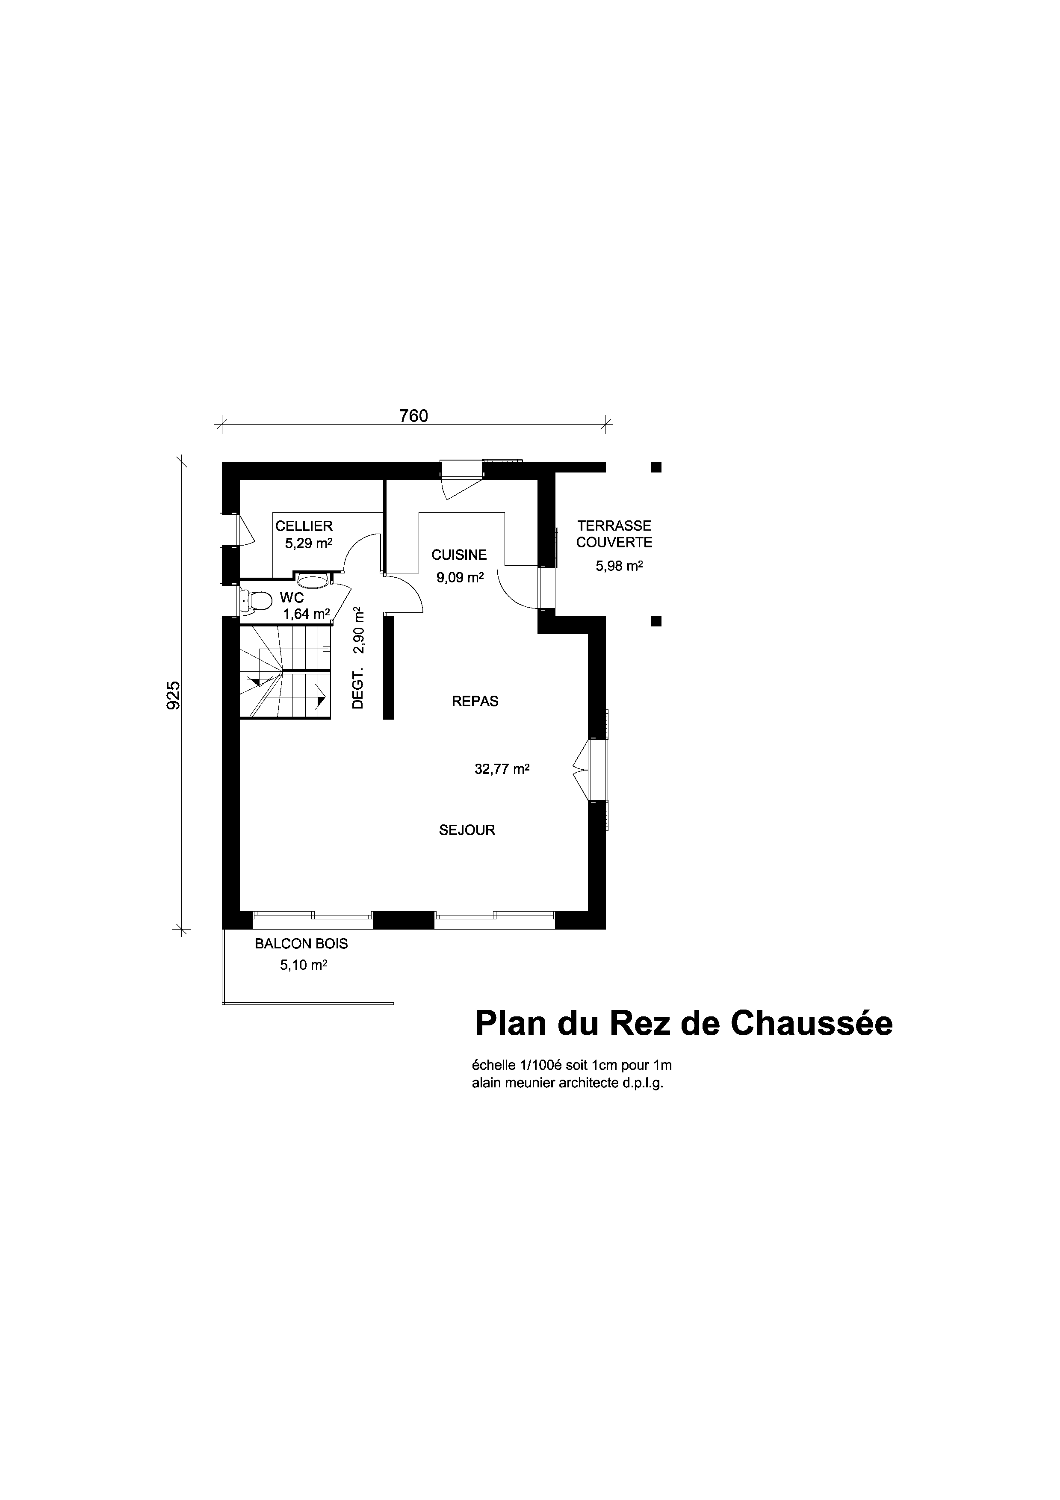 760
925
CELLIER
5,29 m²
CUISINE
9,09 m²
TERRASSE
COUVERTE
5,98 m²
WC
1,64 m²
DEGT. 2,90 m²
REPAS
32,77 m²
SEJOUR
BALCON BOIS
5,10 m²
Plan du Rez de Chaussée
échelle 1/100é soit 1cm pour 1m
alain meunier architecte d.p.l.g.